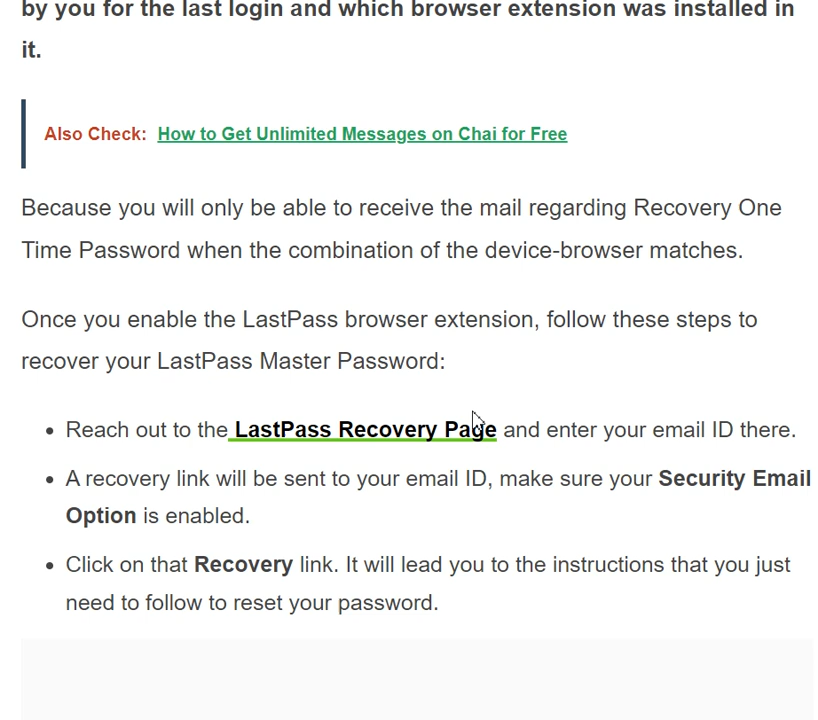 by you for the last login and which browser extension was installed in
it.
Also Check: How to Get Unlimited Messages on Chai for Free
Because you will only be able to receive the mail regarding Recovery One
Time Password when the combination of the device-browser matches.
Once you enable the LastPass browser extension, follow these steps to
recover your LastPass Master Password:
• Reach out to the LastPass Recovery Page and enter your email ID there.
• A recovery link will be sent to your email ID, make sure your Security Email
Option is enabled.
• Click on that Recovery link. It will lead you to the instructions that you just
need to follow to reset your password.